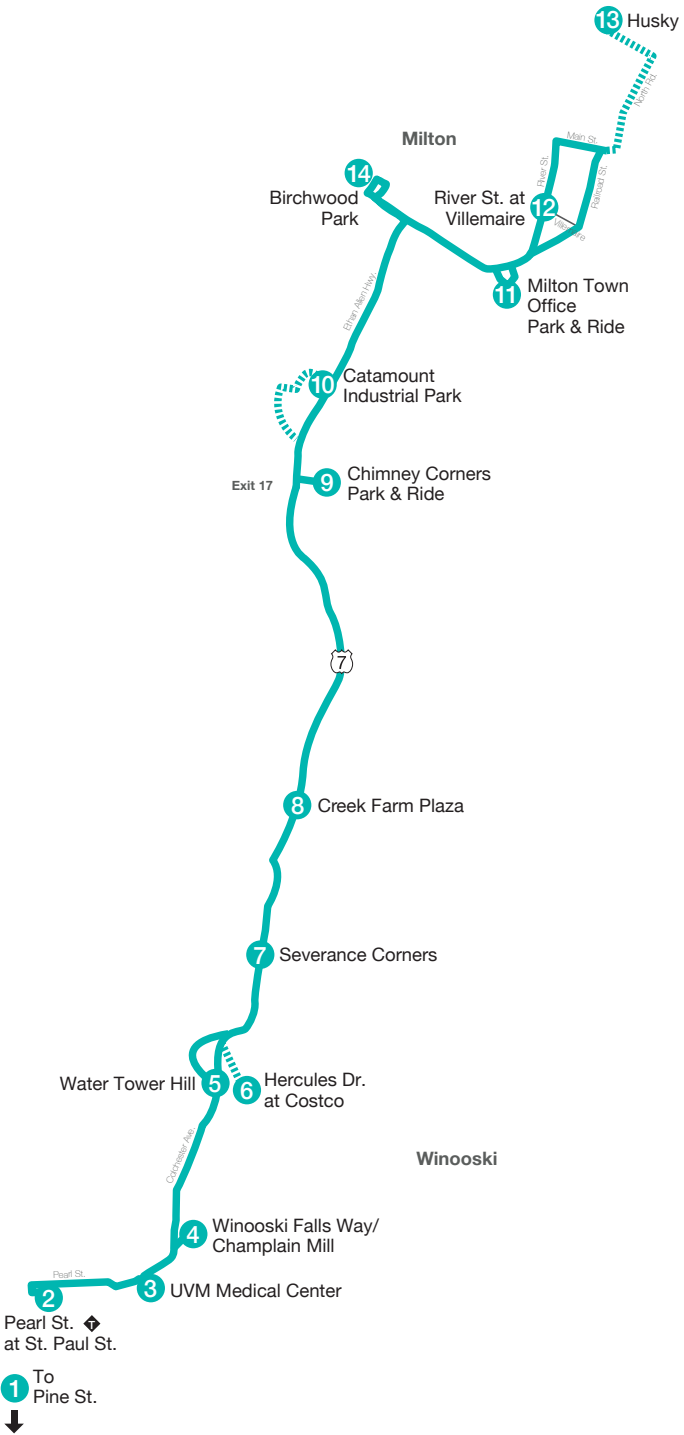 13 Husky
North Rd.
Main St.
Milton
14
Birchwood
Park
River St.
Railroad St.
River St. at
Villemaire
12
Villemaire
11
Milton Town
Office
Park & Ride
Ethan Allen Hwy.
10
Catamount
Industrial Park
Exit 17
9
Chimney Corners
Park & Ride
7
8 Creek Farm Plaza
7 Severance Corners
Water Tower Hill 5
6
Hercules Dr.
at Costco
Colchester Ave.
Winooski
4
Winooski Falls Way/
Champlain Mill
Pearl St.
3 UVM Medical Center
2
Pearl St. T
at St. Paul St.
1
To
Pine St.